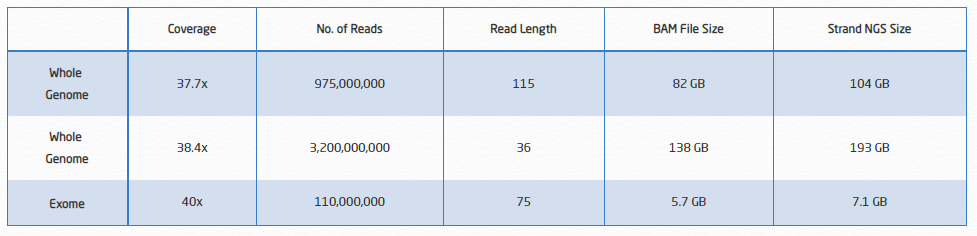 Coverage No. of Reads Read Length BAM File Size Strand NGS Size
Whole Genome 37.7x 975,000,000 115 82 GB 104 GB
Whole Genome 38.4x 3,200,000,000 36 138 GB 193 GB
Exome 40x 110,000,000 75 5.7 GB 7.1 GB